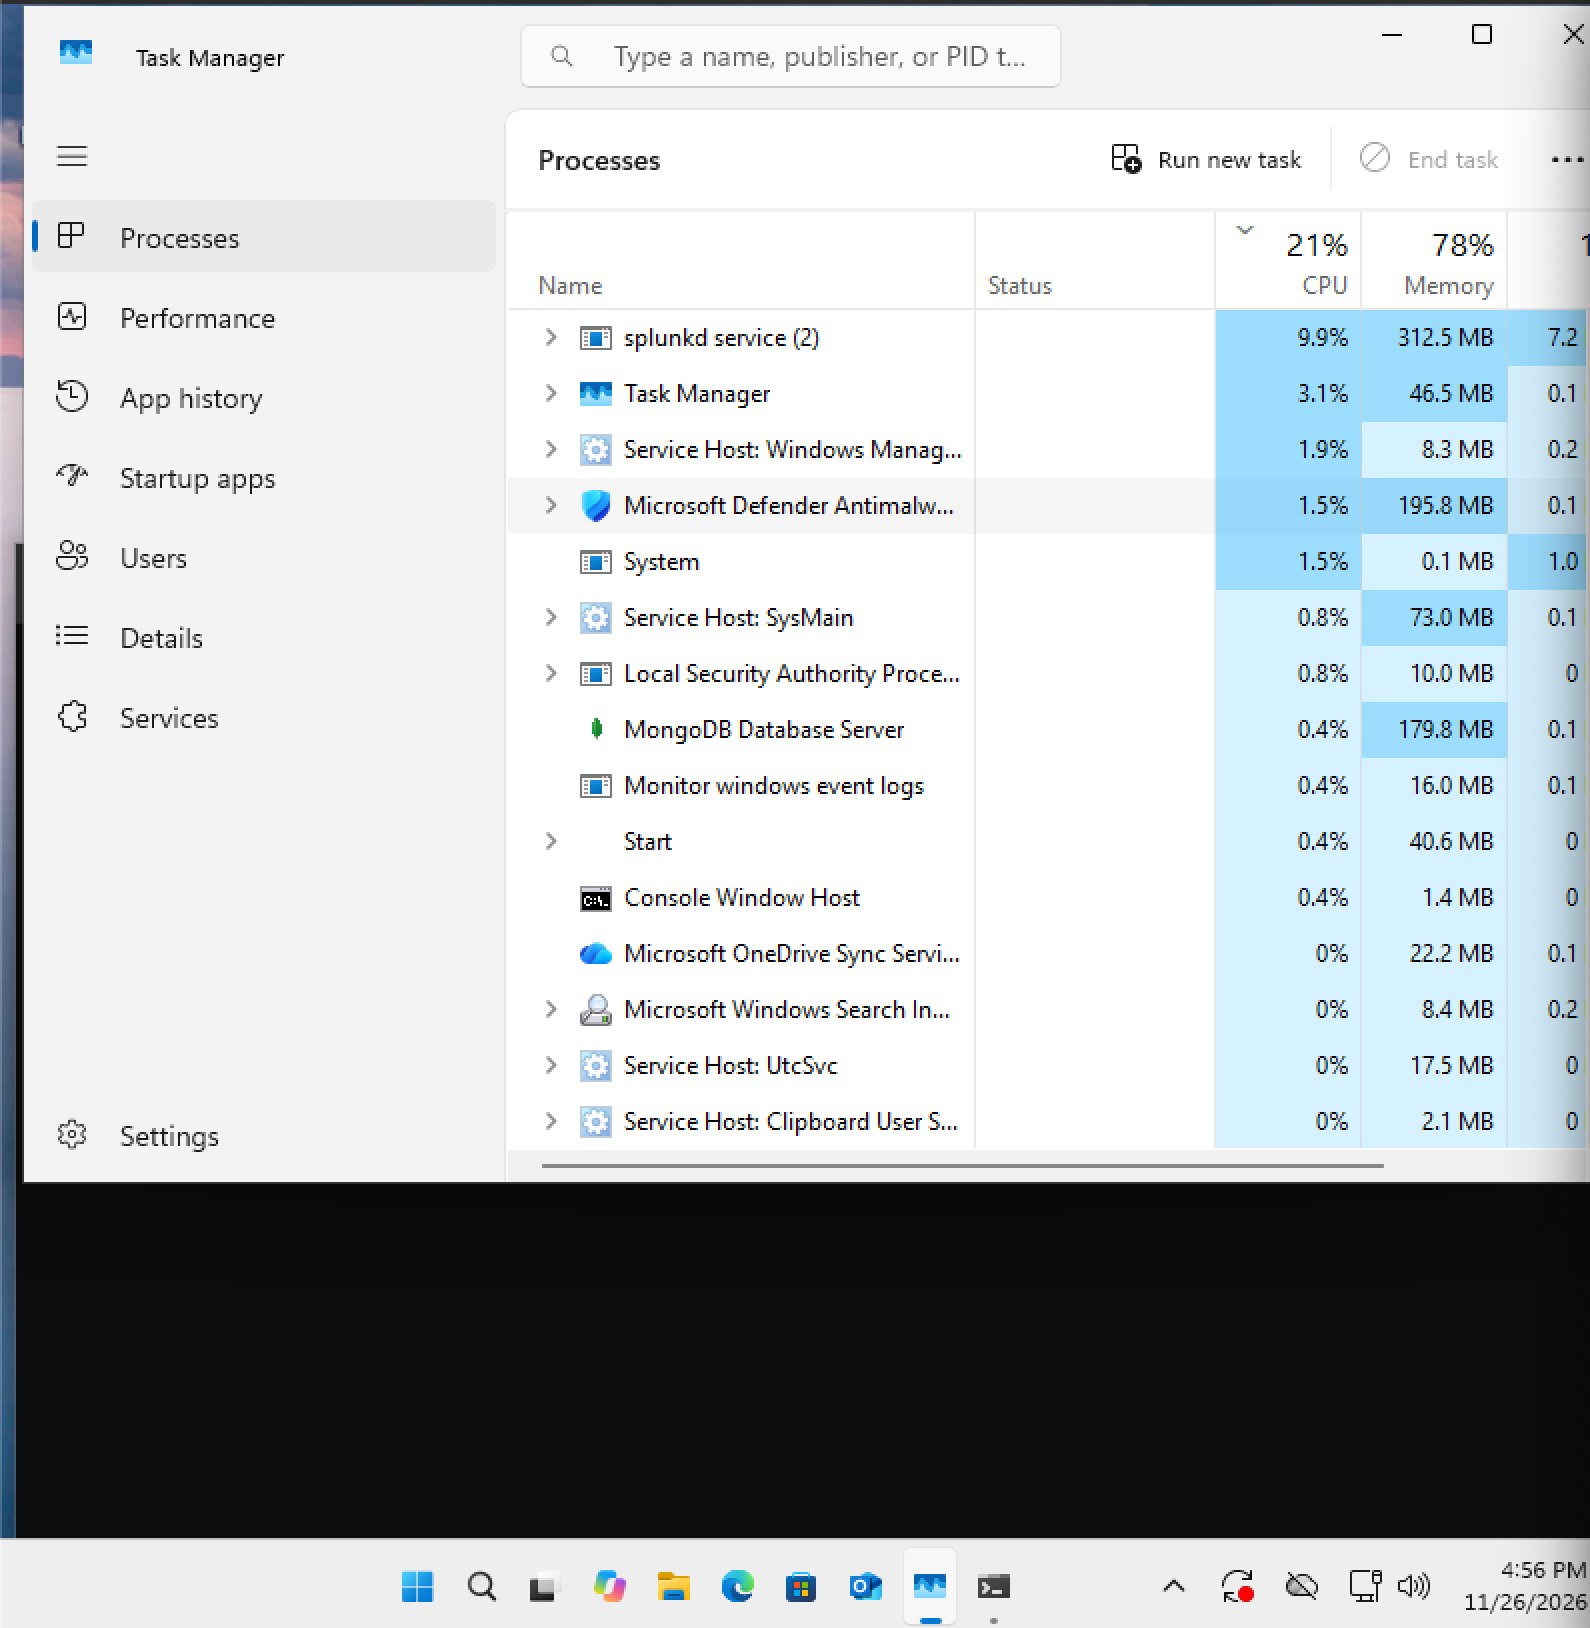 Task Manager
Type a name, publisher, or PID t...
Processes
Performance
App history
Startup apps
Users
Details
Services
Settings
Processes
Run new task
End task
21% 78% 1
Name Status CPU Memory
splunkd service (2) 9.9% 312.5 MB 7.2
Task Manager 3.1% 46.5 MB 0.1
Service Host: Windows Manag... 1.9% 8.3 MB 0.2
Microsoft Defender Antimalw... 1.5% 195.8 MB 0.1
System 1.5% 0.1 MB 1.0
Service Host: SysMain 0.8% 73.0 MB 0.1
Local Security Authority Proce... 0.8% 10.0 MB 0
MongoDB Database Server 0.4% 179.8 MB 0.1
Monitor windows event logs 0.4% 16.0 MB 0.1
Start 0.4% 40.6 MB 0
Console Window Host 0.4% 1.4 MB 0
Microsoft OneDrive Sync Servi... 0% 22.2 MB 0.1
Microsoft Windows Search In... 0% 8.4 MB 0.2
Service Host: UtcSvc 0% 17.5 MB 0
Service Host: Clipboard User S... 0% 2.1 MB 0
4:56 PM
11/26/2026